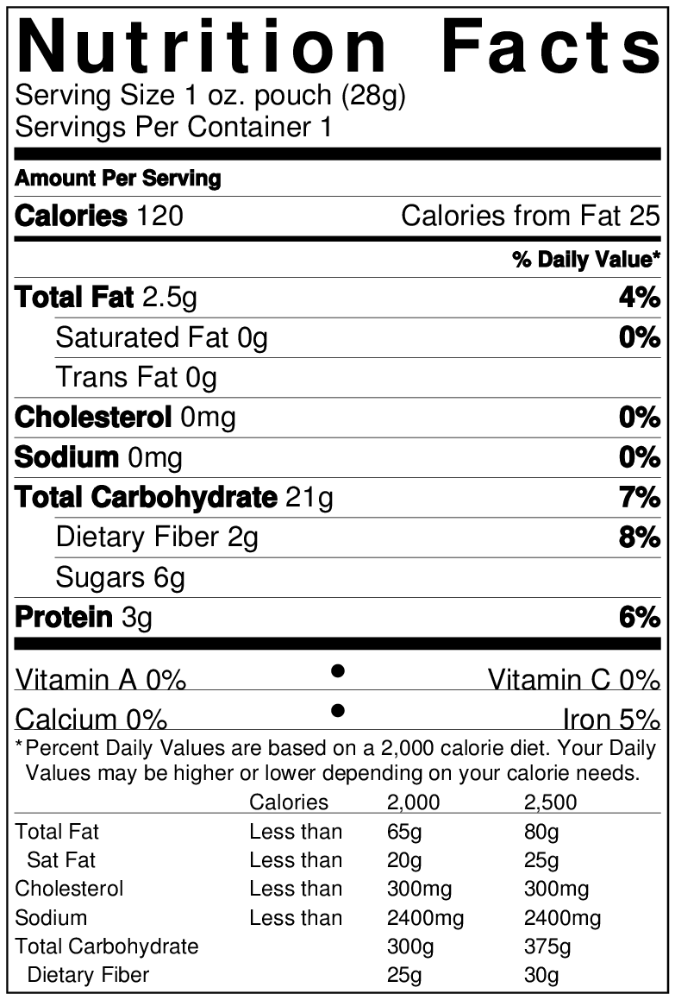 Nutrition Facts
Serving Size 1 oz. pouch (28g)
Servings Per Container 1
Amount Per Serving
Calories 120 Calories from Fat 25
% Daily Value*
Total Fat 2.5g 4%
Saturated Fat 0g 0%
Trans Fat 0g
Cholesterol 0mg 0%
Sodium 0mg 0%
Total Carbohydrate 21g 7%
Dietary Fiber 2g 8%
Sugars 6g
Protein 3g 6%
Vitamin A 0% • Vitamin C 0%
Calcium 0% • Iron 5%
*Percent Daily Values are based on a 2,000 calorie diet. Your Daily
Values may be higher or lower depending on your calorie needs.
Calories 2,000 2,500
Total Fat Less than 65g 80g
Sat Fat Less than 20g 25g
Cholesterol Less than 300mg 300mg
Sodium Less than 2400mg 2400mg
Total Carbohydrate 300g 375g
Dietary Fiber 25g 30g